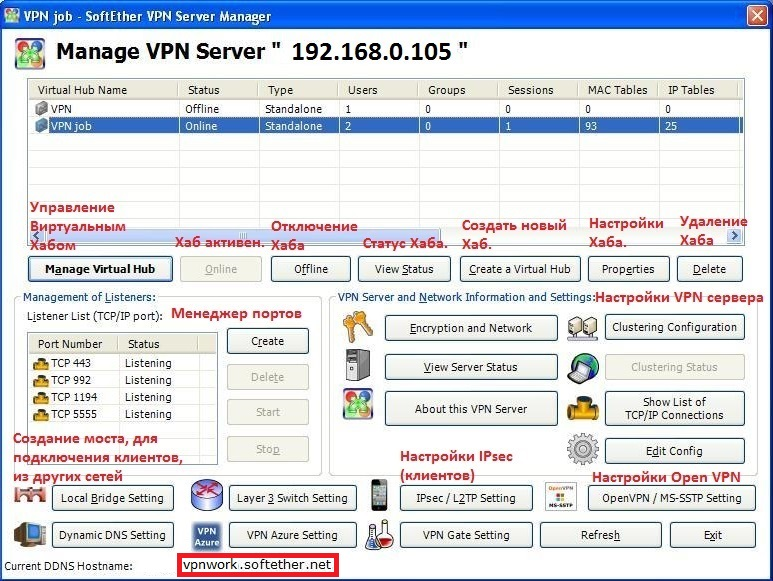 VPN job - SoftEther VPN Server Manager
Manage VPN Server " 192.168.0.105 "
Virtual Hub Name Status Type Users Groups Sessions MAC Tables IP Tables
VPN Offline Standalone 1 0 0 0 0
VPN job Online Standalone 2 0 1 93 25
Управление
Виртуальным
Хабом
Хаб активен.
Отключение
Хаба
Статус Хаба.
Создать новый
Хаб.
Настройки
Хаба.
Удаление
Хаба
Manage Virtual Hub Online Offline View Status Create a Virtual Hub Properties Delete
Management of Listeners:
Listener List (TCP/IP port):
Менеджер портов
Port Number Status
TCP 443 Listening
TCP 992 Listening
TCP 1194 Listening
TCP 5555 Listening
Create
Delete
Start
Stop
VPN Server and Network Information and Settings:
Настройки VPN сервера
Encryption and Network
Clustering Configuration
View Server Status
Clustering Status
About this VPN Server
Show List of
TCP/IP Connections
Edit Config
Создание моста, для
подключения клиентов,
из других сетей
Настройки IPsec
(клиентов)
Настройки Open VPN
Local Bridge Setting
Layer 3 Switch Setting
IPsec / L2TP Setting
OpenVPN
MS-SSTP
OpenVPN / MS-SSTP Setting
Dynamic DNS Setting
VPN
Azure
VPN Azure Setting
VPN Gate Setting
Refresh
Exit
Current DDNS Hostname: vpnwork.softether.net